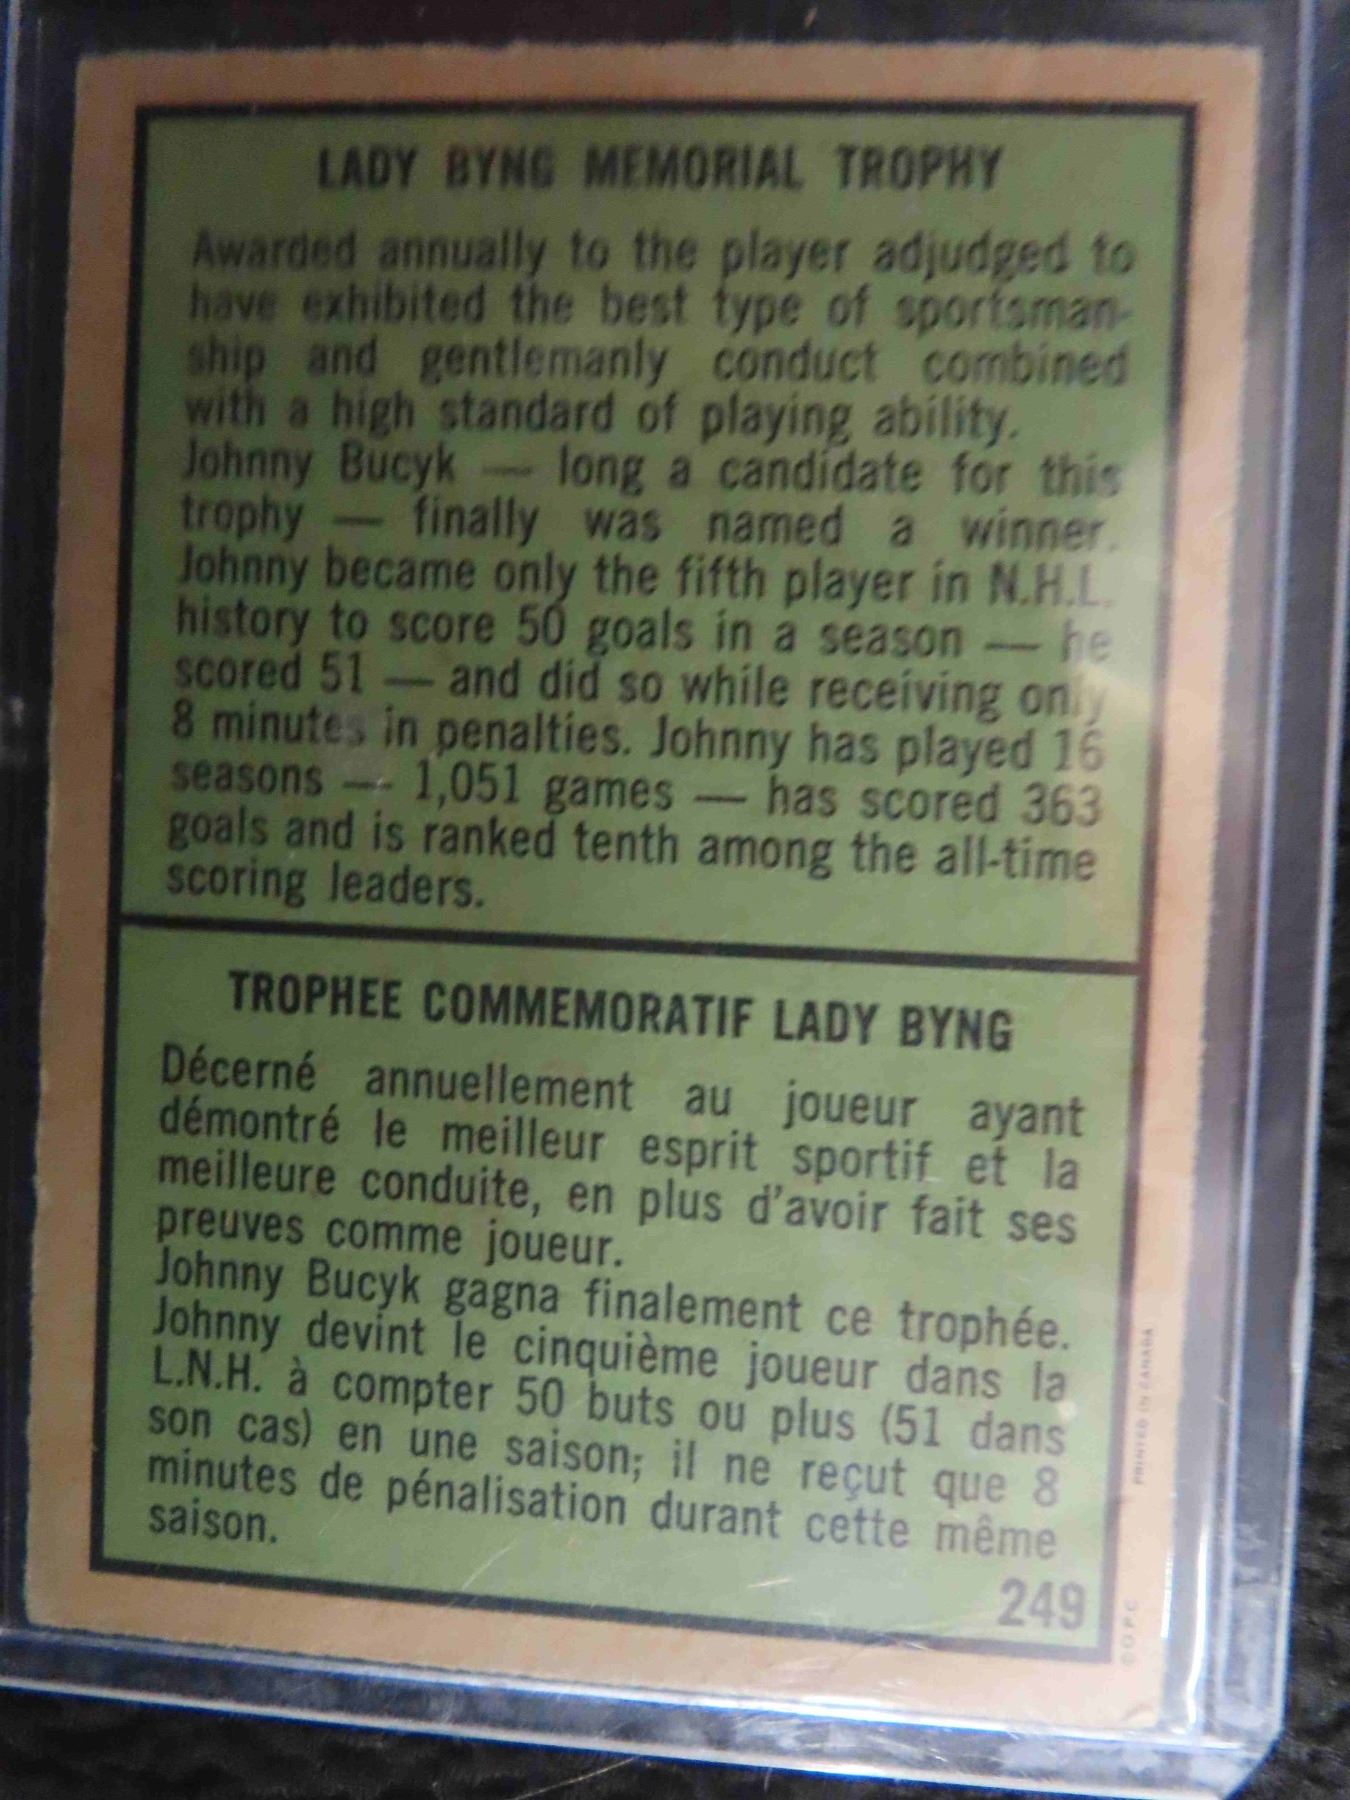 LADY BYNG MEMORIAL TROPHY
Awarded annually to the player adjudged to
have exhibited the best type of sportsman-
ship and gentlemanly conduct combined
with a high standard of playing ability.
Johnny Bucyk — long a candidate for this
trophy — finally was named a winner.
Johnny became only the fifth player in N.H.L.
history to score 50 goals in a season — he
scored 51 — and did so while receiving only
8 minutes in penalties. Johnny has played 16
seasons — 1,051 games — has scored 363
goals and is ranked tenth among the all-time
scoring leaders.
TROPHEE COMMEMORATIF LADY BYNG
Décerné annuellement au joueur ayant
démontré le meilleur esprit sportif et la
meilleure conduite, en plus d'avoir fait ses
preuves comme joueur.
Johnny Bucyk gagna finalement ce trophée.
Johnny devint le cinquième joueur dans la
L.N.H. à compter 50 buts ou plus (51 dans
son cas) en une saison; il ne reçut que 8
minutes de pénalisation durant cette même
saison.
249
© O.P.C. PRINTED IN CANADA